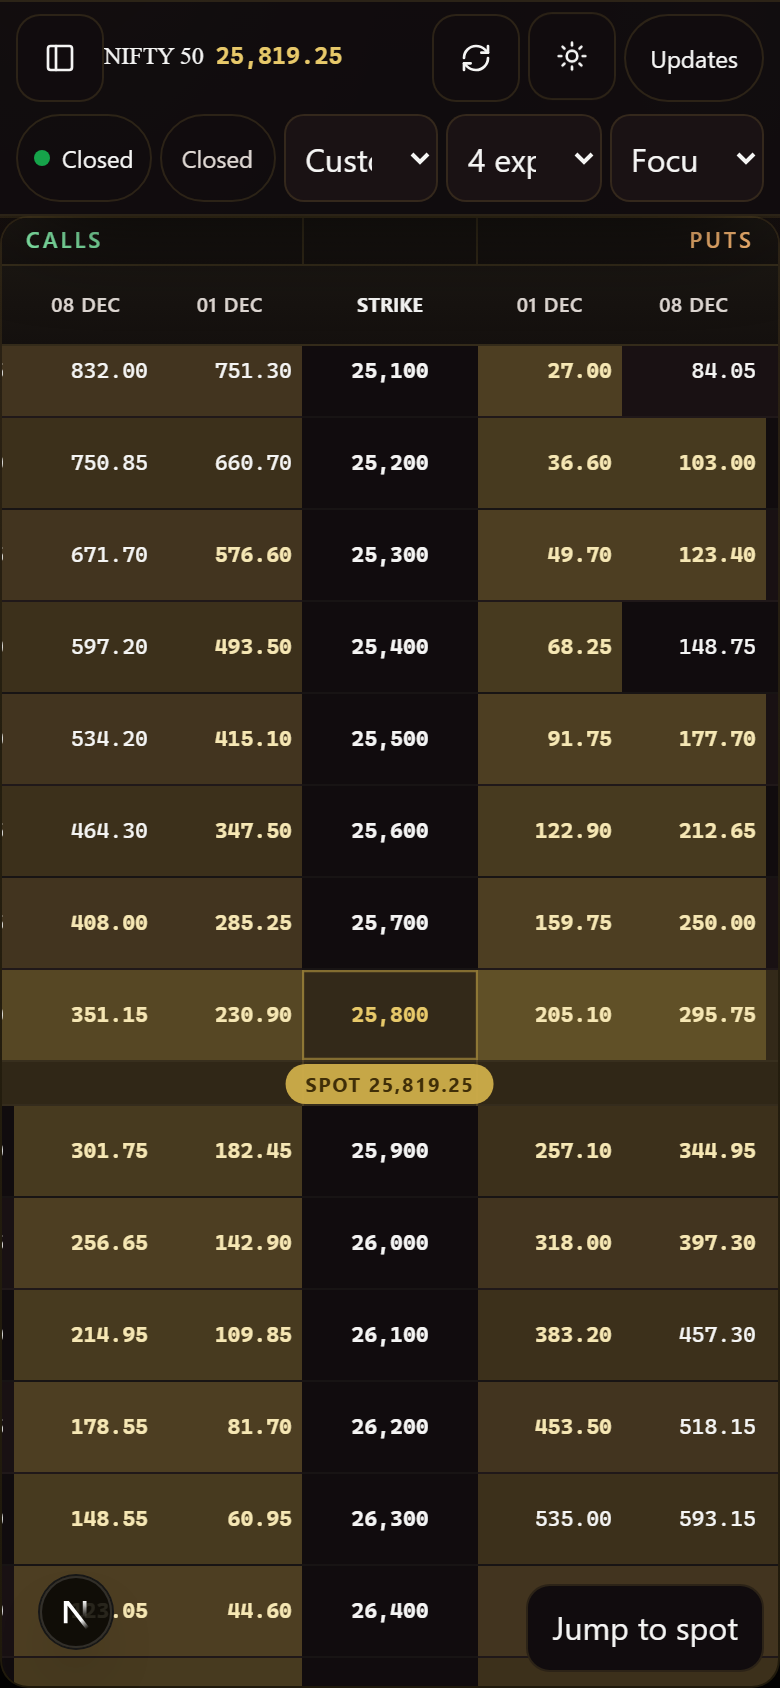 NIFTY 50 25,819.25 Updates
Closed Closed 4 exp Focu
CALLS PUTS
08 DEC 01 DEC STRIKE 01 DEC 08 DEC
832.00 751.30 25,100 27.00 84.05
750.85 660.70 25,200 36.60 103.00
671.70 576.60 25,300 49.70 123.40
597.20 493.50 25,400 68.25 148.75
534.20 415.10 25,500 91.75 177.70
464.30 347.50 25,600 122.90 212.65
408.00 285.25 25,700 159.75 250.00
351.15 230.90 25,800 205.10 295.75
SPOT 25,819.25
301.75 182.45 25,900 257.10 344.95
256.65 142.90 26,000 318.00 397.30
214.95 109.85 26,100 383.20 457.30
178.55 81.70 26,200 453.50 518.15
148.55 60.95 26,300 535.00 593.15
N 44.60 26,400 Jump to spot